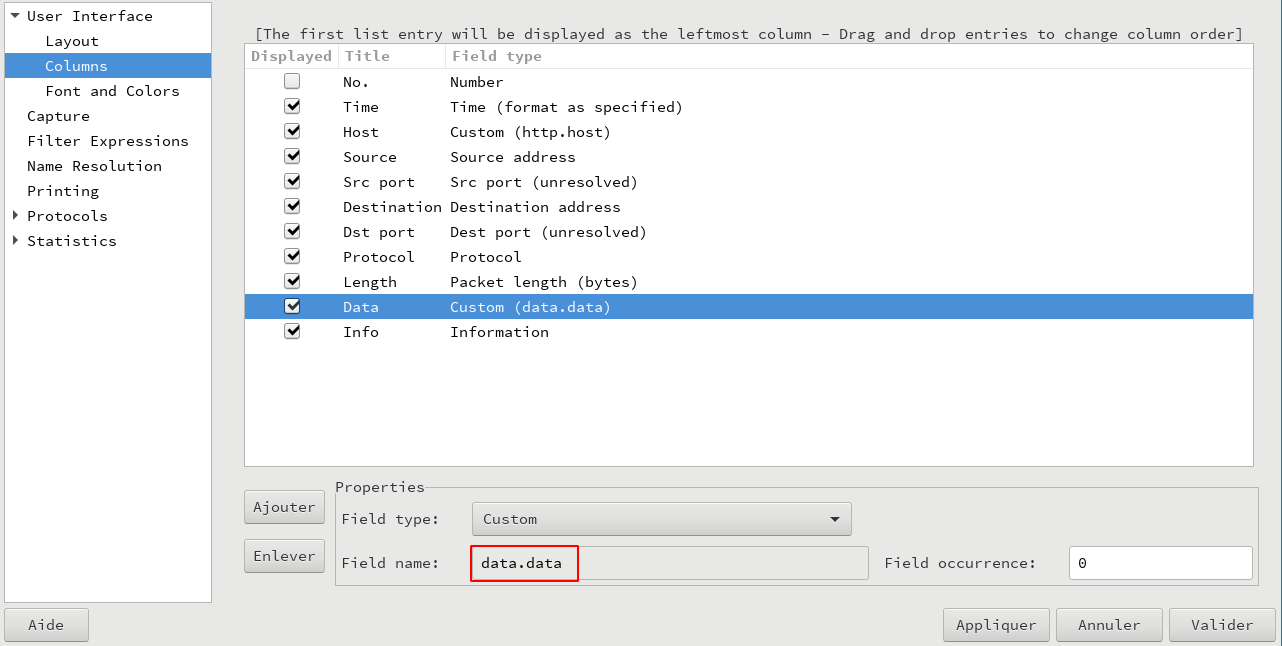 User Interface
Layout
Columns
Font and Colors
Capture
Filter Expressions
Name Resolution
Printing
Protocols
Statistics
[The first list entry will be displayed as the leftmost column - Drag and drop entries to change column order]
Displayed Title Field type
No. Number
Time Time (format as specified)
Host Custom (http.host)
Source Source address
Src port Src port (unresolved)
Destination Destination address
Dst port Dest port (unresolved)
Protocol Protocol
Length Packet length (bytes)
Data Custom (data.data)
Info Information
Ajouter
Enlever
Properties
Field type: Custom
Field name: data.data Field occurrence: 0
Aide Appliquer Annuler Valider